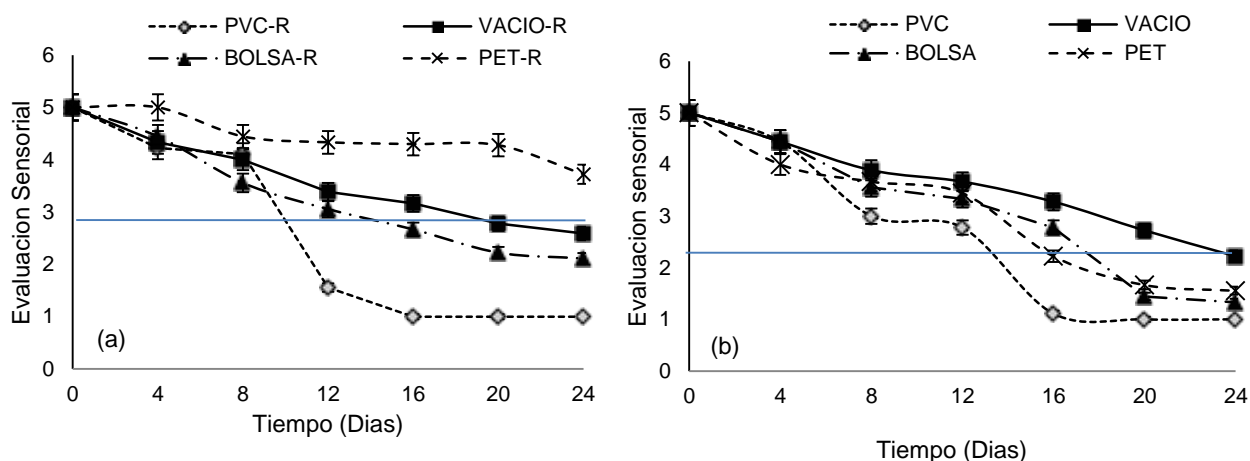 PVC-R VACIO-R
BOLSA-R PET-R
6
5
4
3
2
1
0
Evaluacion Sensorial
(a)
0 4 8 12 16 20 24
Tiempo (Dias)
PVC VACIO
BOLSA PET
6
5
4
3
2
1
0
Evaluacion sensorial
(b)
0 4 8 12 16 20 24
Tiempo (Dias)